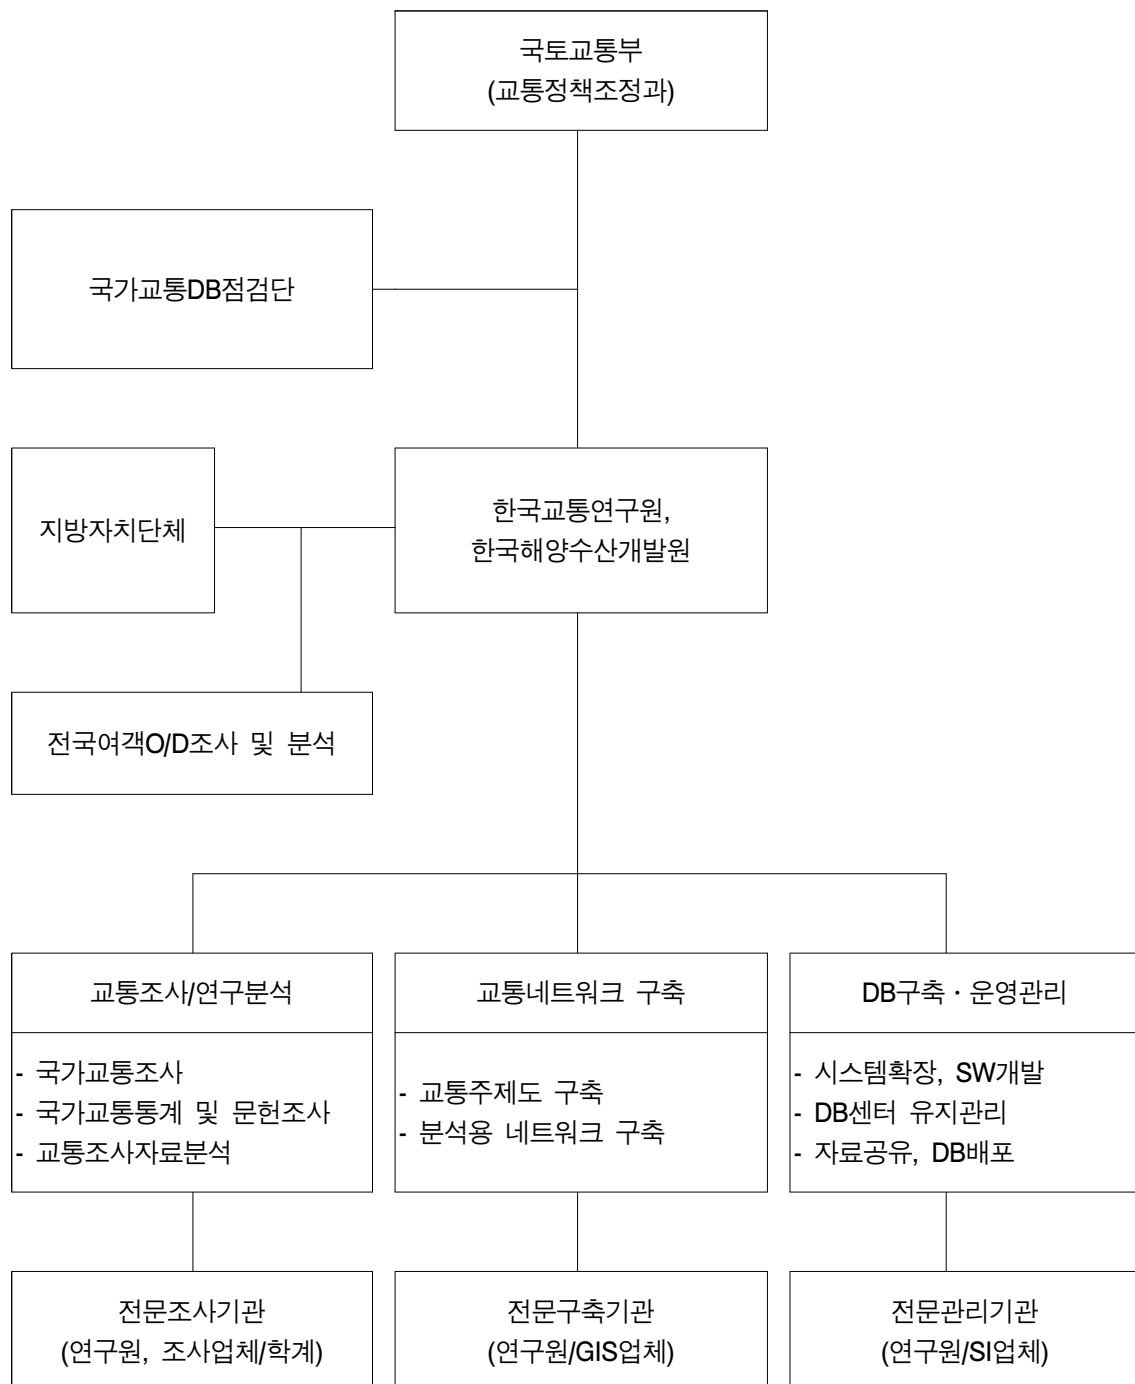 국토교통부
(교통정책조정과)
국가교통DB점검단
지방자치단체
한국교통연구원,
한국해양수산개발원
전국여객O/D조사 및 분석
교통조사/연구분석
- 국가교통조사
- 국가교통통계 및 문헌조사
- 교통조사자료분석
교통네트워크 구축
- 교통주제도 구축
- 분석용 네트워크 구축
DB구축·운영관리
- 시스템확장, SW개발
- DB센터 유지관리
- 자료공유, DB배포
전문조사기관
(연구원, 조사업체/학계)
전문구축기관
(연구원/GIS업체)
전문관리기관
(연구원/SI업체)